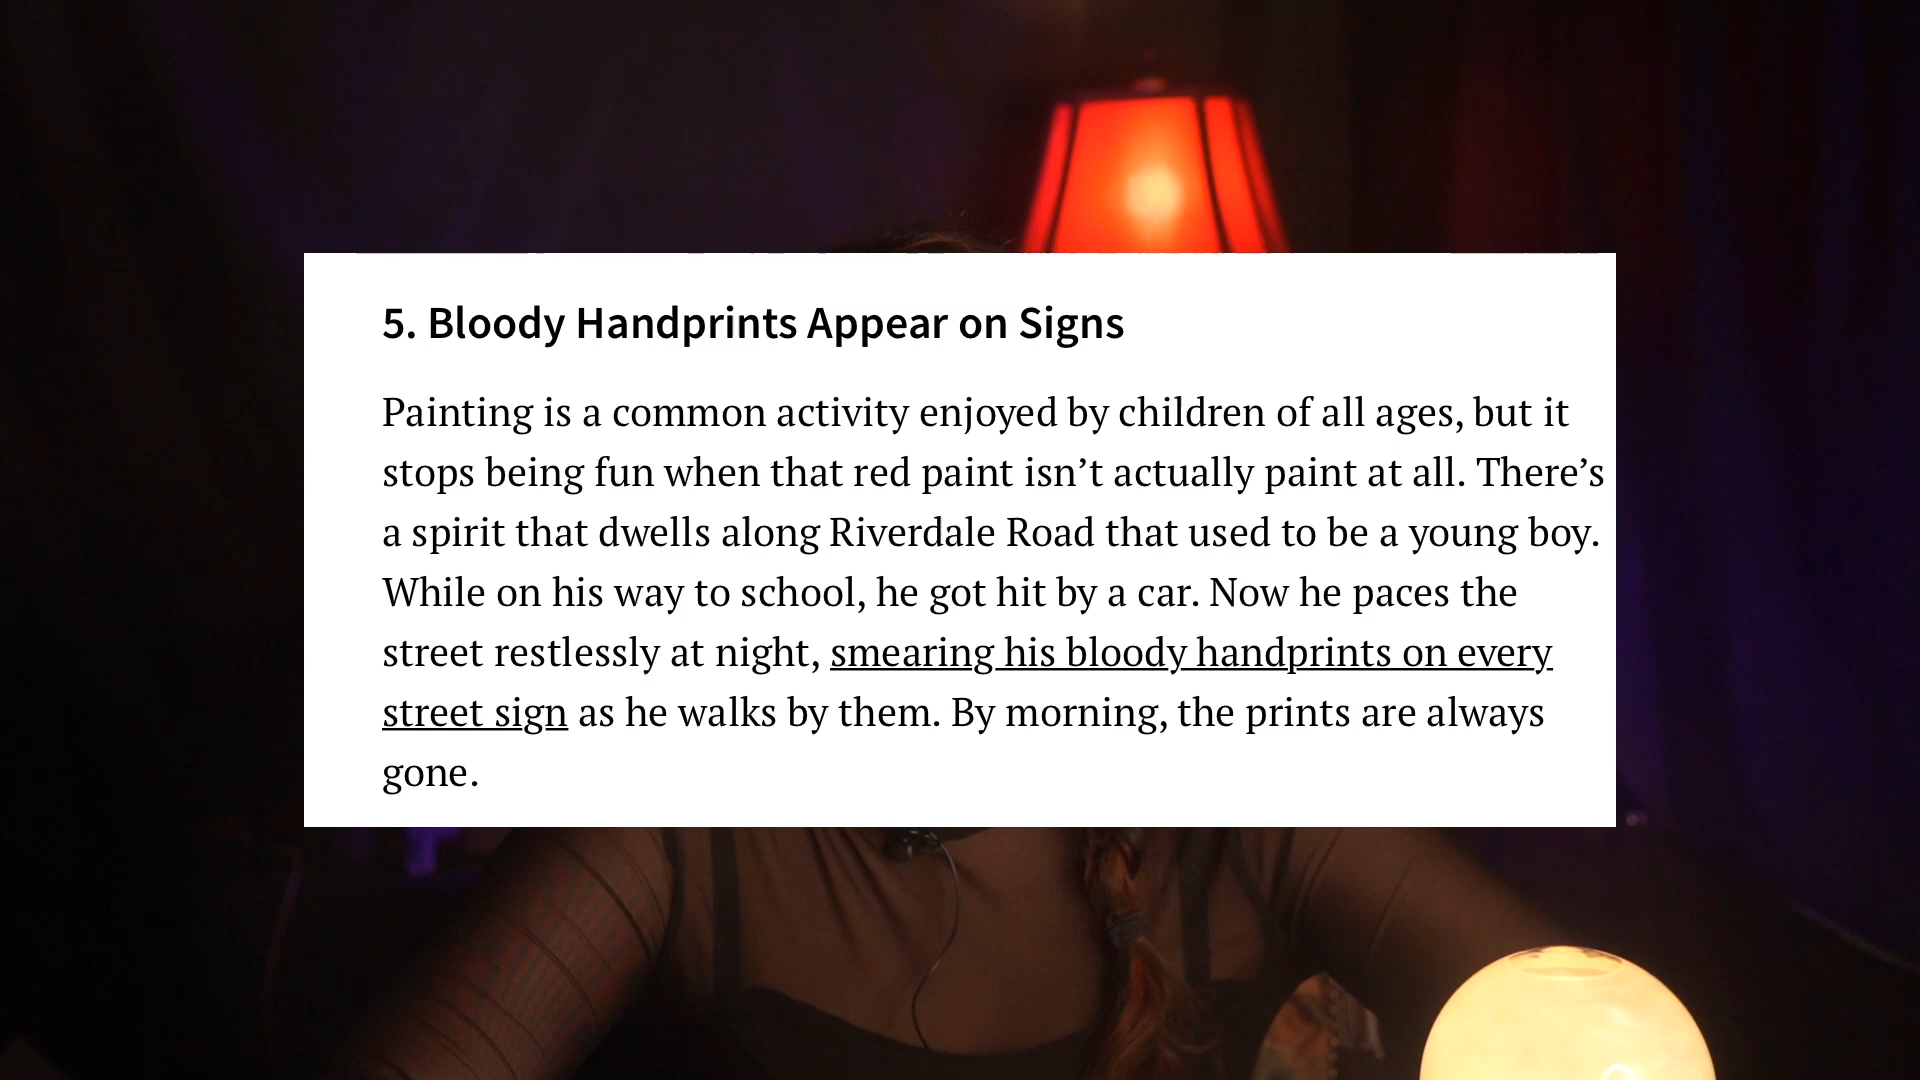 5. Bloody Handprints Appear on Signs
Painting is a common activity enjoyed by children of all ages, but it
stops being fun when that red paint isn’t actually paint at all. There’s
a spirit that dwells along Riverdale Road that used to be a young boy.
While on his way to school, he got hit by a car. Now he paces the
street restlessly at night, smearing his bloody handprints on every
street sign as he walks by them. By morning, the prints are always
gone.